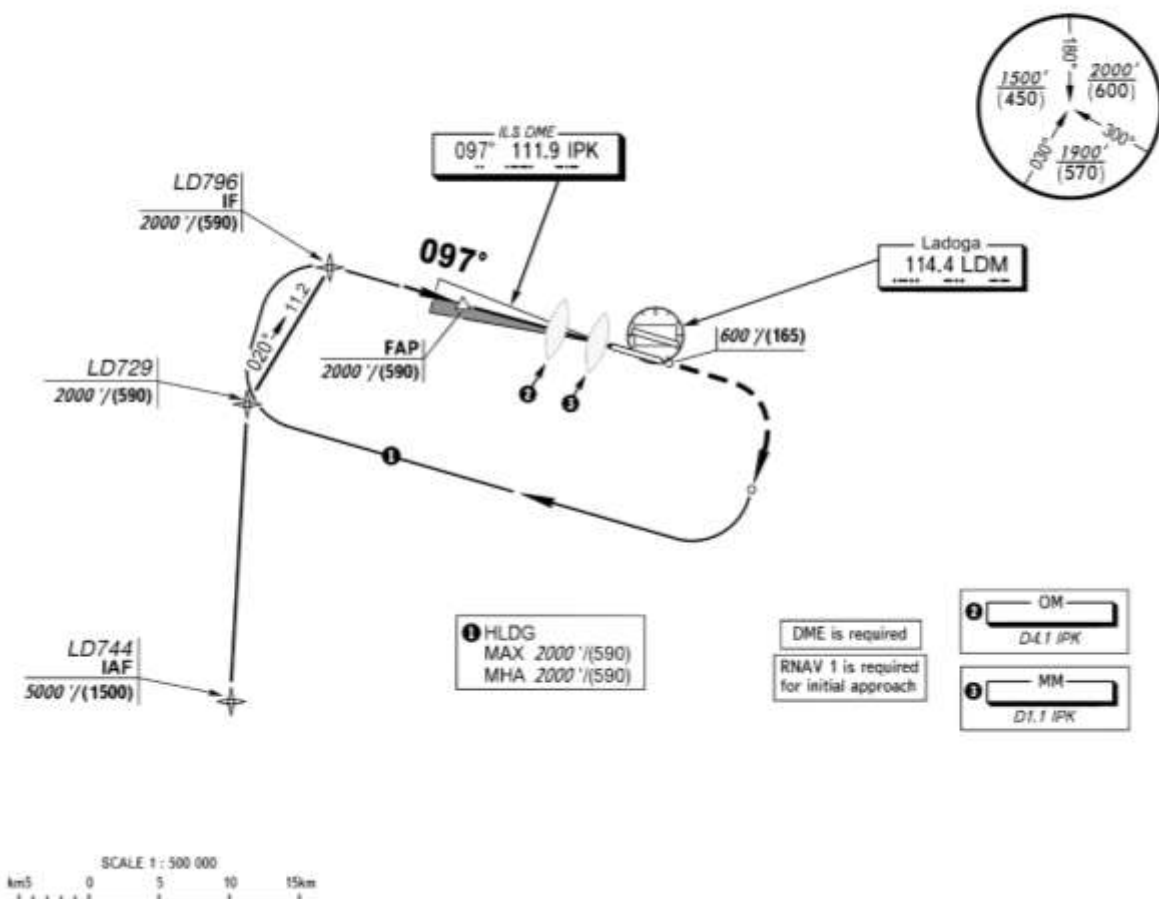 180°
1500'
(450)
2000'
(600)
030°
300°
1900'
(570)
ILS DME
097° 111.9 IPK
LD796
IF
2000 '/(590)
097°
Ladoga
114.4 LDM
020° 11.2
FAP
2000 '/(590)
600 '/(165)
LD729
2000 '/(590)
2
3
1
LD744
IAF
5000 '/(1500)
1 HLDG
MAX 2000 '/(590)
MHA 2000 '/(590)
DME is required
RNAV 1 is required
for initial approach
2 OM
D4.1 IPK
3 MM
D1.1 IPK
SCALE 1 : 500 000
km5 0 5 10 15km